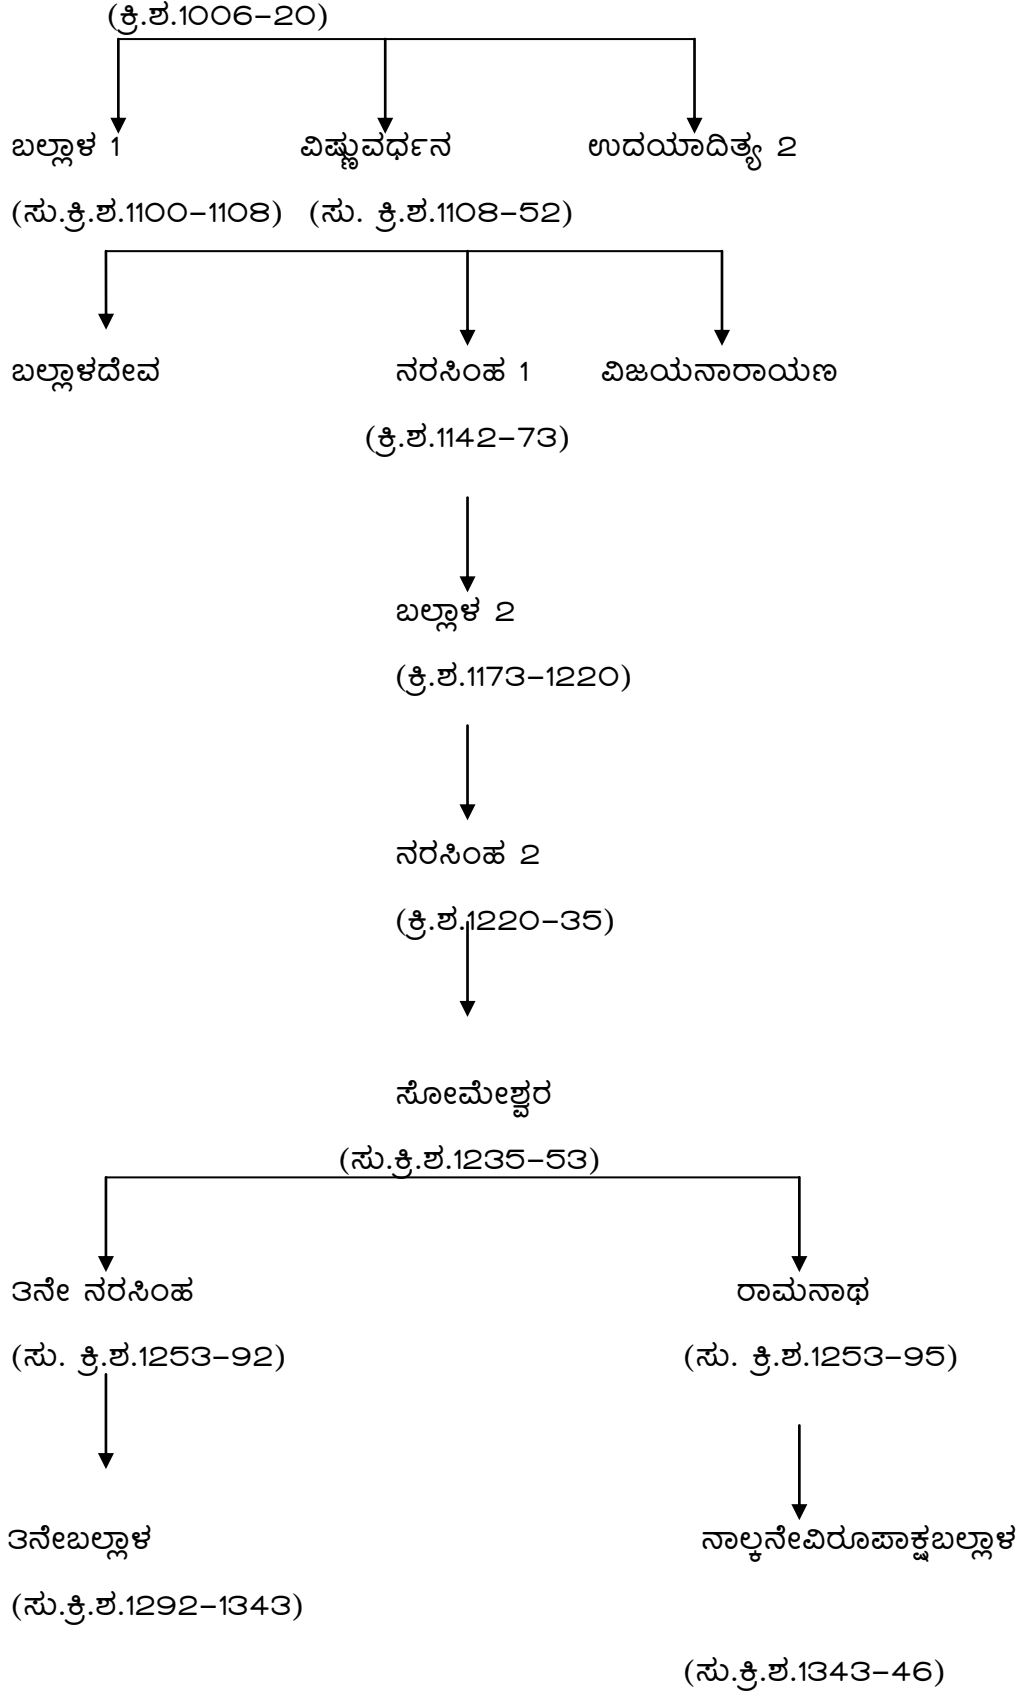 (ಕ್ರಿ.ಶ.1006–20)
ಬಲ್ಲಾಳ 1 ವಿಷ್ಣುವರ್ಧನ ಉದಯಾದಿತ್ಯ 2
(ಸು.ಕ್ರಿ.ಶ.1100–1108) (ಸು. ಕ್ರಿ.ಶ.1108–52)
ಬಲ್ಲಾಳದೇವ ನರಸಿಂಹ 1 ವಿಜಯನಾರಾಯಣ
(ಕ್ರಿ.ಶ.1142–73)
ಬಲ್ಲಾಳ 2
(ಕ್ರಿ.ಶ.1173–1220)
ನರಸಿಂಹ 2
(ಕ್ರಿ.ಶ.1220–35)
ಸೋಮೇಶ್ವರ
(ಸು.ಕ್ರಿ.ಶ.1235–53)
3ನೇ ನರಸಿಂಹ ರಾಮನಾಥ
(ಸು. ಕ್ರಿ.ಶ.1253–92) (ಸು. ಕ್ರಿ.ಶ.1253–95)
3ನೇಬಲ್ಲಾಳ ನಾಲ್ಕನೇವಿರೂಪಾಕ್ಷಬಲ್ಲಾಳ
(ಸು.ಕ್ರಿ.ಶ.1292–1343)
(ಸು.ಕ್ರಿ.ಶ.1343–46)